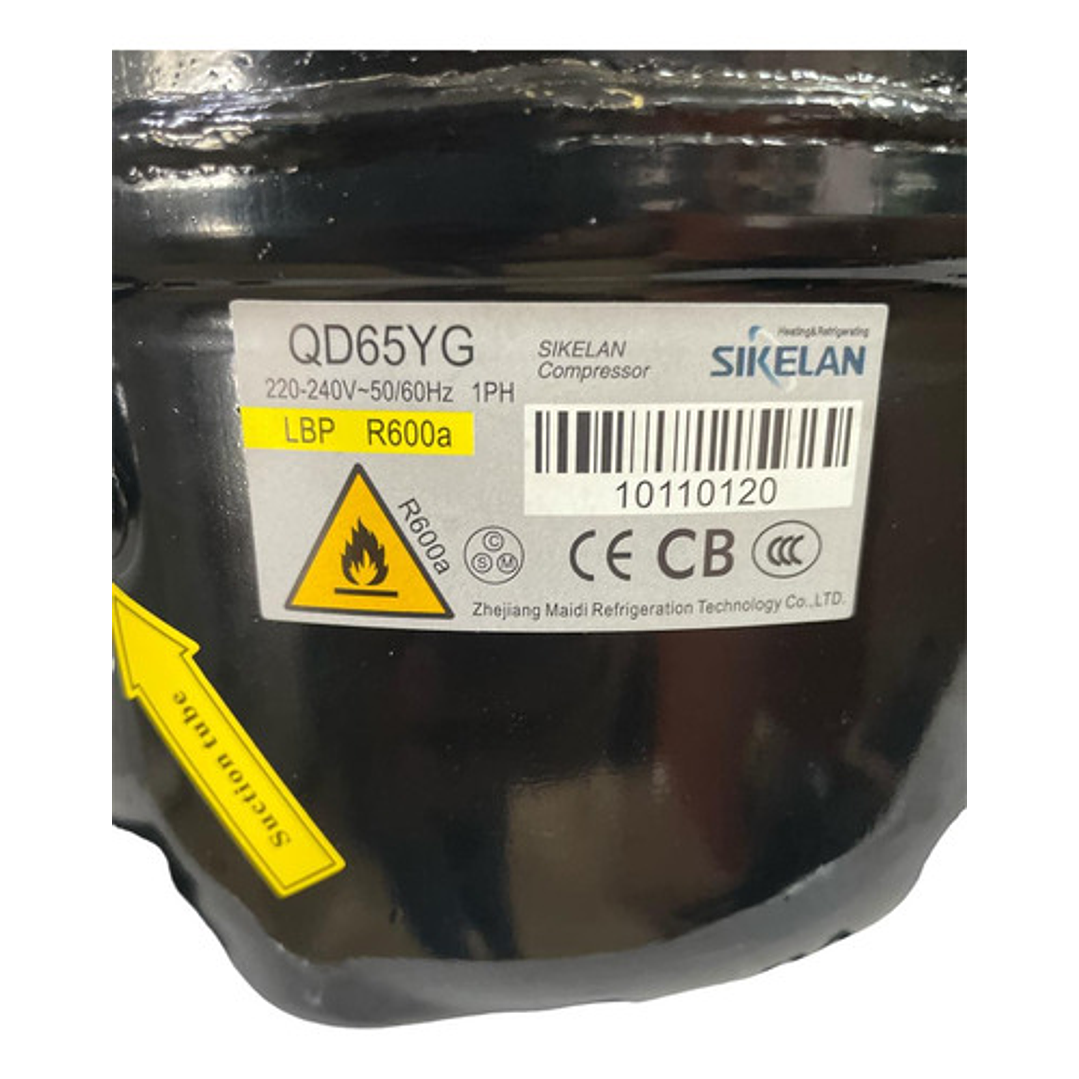 QD65YG
220-240V~50/60Hz 1PH
LBP R600a
R600a
SIKELAN
Compressor
Heating&Refrigerating
SIKELAN
10110120
C
S M
CE CB CCC
Zhejiang Maidi Refrigeration Technology Co.,LTD.
Suction tube